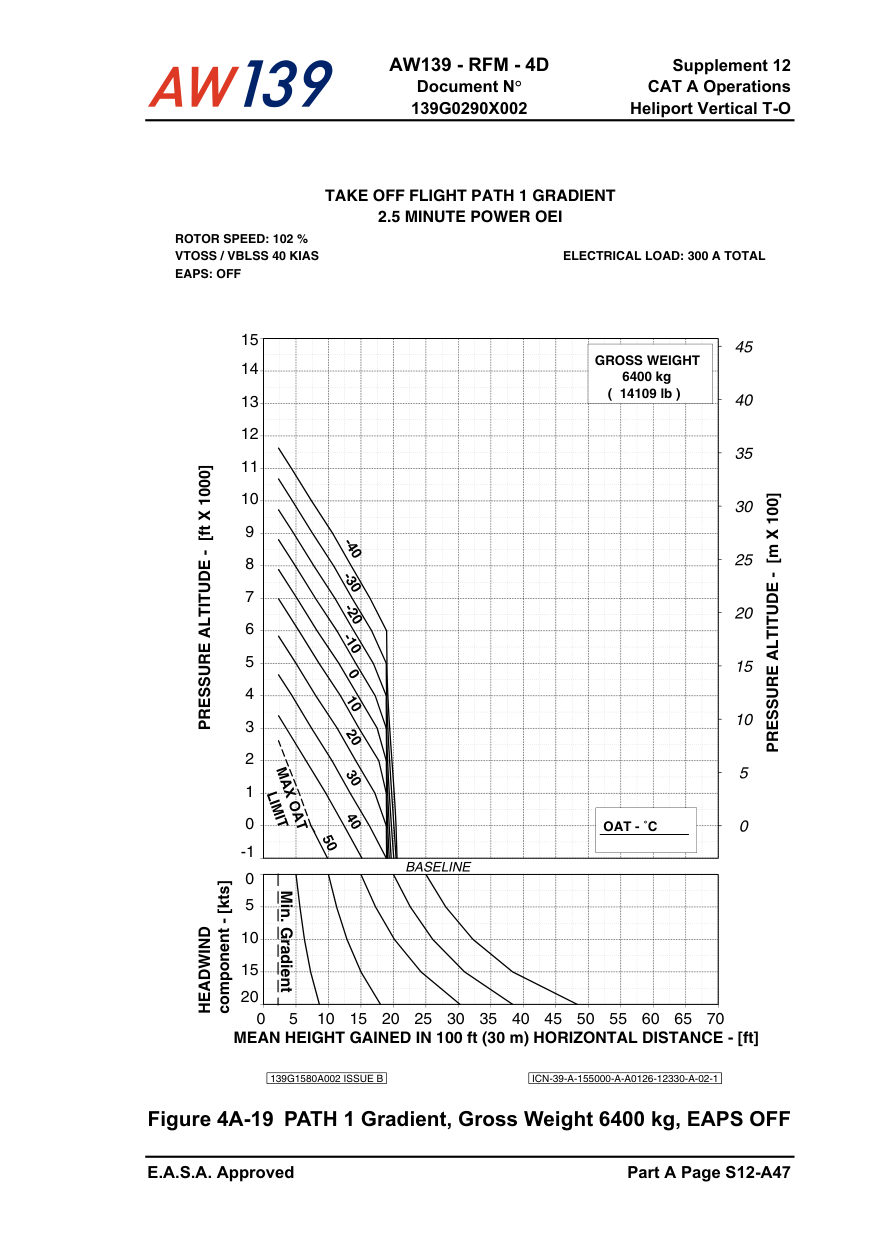 AW139
AW139 - RFM - 4D
Document N°
139G0290X002
Supplement 12
CAT A Operations
Heliport Vertical T-O
TAKE OFF FLIGHT PATH 1 GRADIENT
2.5 MINUTE POWER OEI
ROTOR SPEED: 102 %
VTOSS / VBLSS 40 KIAS
EAPS: OFF
ELECTRICAL LOAD: 300 A TOTAL
GROSS WEIGHT
6400 kg
( 14109 lb )
PRESSURE ALTITUDE - [ft X 1000]
15
14
13
12
11
10
9
8
7
6
5
4
3
2
1
0
-1
-40
-30
-20
-10
0
10
20
30
40
50
MAX OAT
LIMIT
45
40
35
30
25
20
15
10
5
0
PRESSURE ALTITUDE - [m X 100]
OAT - ˚C
BASELINE
HEADWIND
component - [kts]
0
5
10
15
20
Min. Gradient
0 5 10 15 20 25 30 35 40 45 50 55 60 65 70
MEAN HEIGHT GAINED IN 100 ft (30 m) HORIZONTAL DISTANCE - [ft]
139G1580A002 ISSUE B
ICN-39-A-155000-A-A0126-12330-A-02-1
Figure 4A-19 PATH 1 Gradient, Gross Weight 6400 kg, EAPS OFF
E.A.S.A. Approved
Part A Page S12-A47